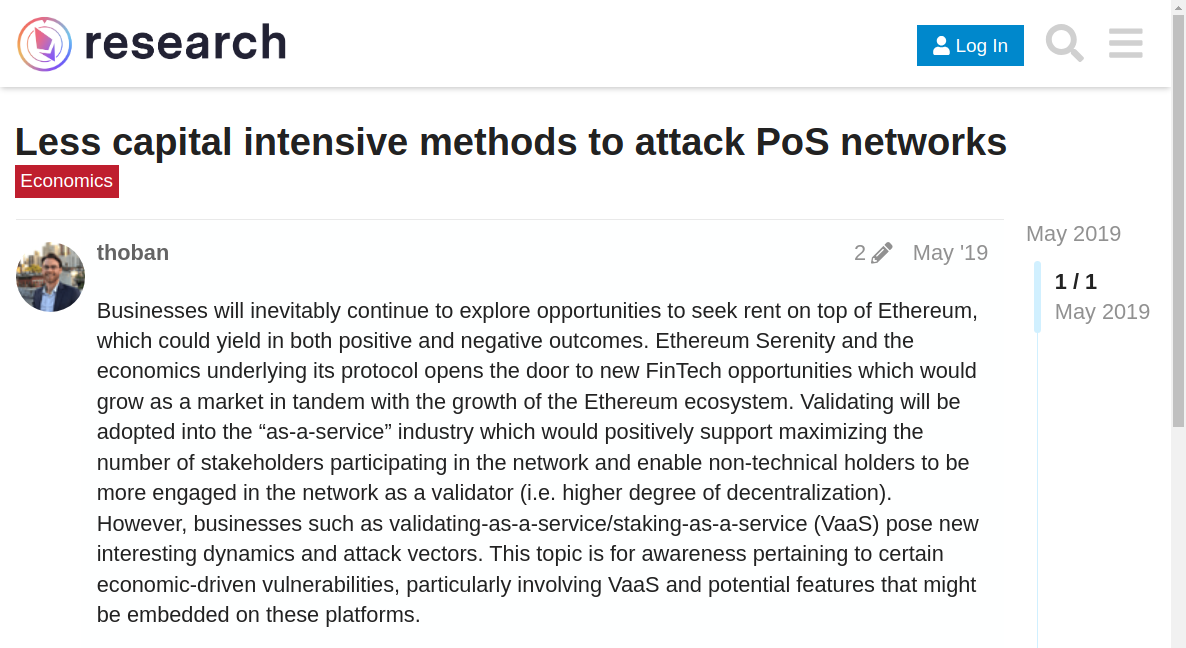 research
Log In
Less capital intensive methods to attack PoS networks
Economics
thoban
2
May '19
May 2019
1 / 1
May 2019
Businesses will inevitably continue to explore opportunities to seek rent on top of Ethereum,
which could yield in both positive and negative outcomes. Ethereum Serenity and the
economics underlying its protocol opens the door to new FinTech opportunities which would
grow as a market in tandem with the growth of the Ethereum ecosystem. Validating will be
adopted into the “as-a-service” industry which would positively support maximizing the
number of stakeholders participating in the network and enable non-technical holders to be
more engaged in the network as a validator (i.e. higher degree of decentralization).
However, businesses such as validating-as-a-service/staking-as-a-service (VaaS) pose new
interesting dynamics and attack vectors. This topic is for awareness pertaining to certain
economic-driven vulnerabilities, particularly involving VaaS and potential features that might
be embedded on these platforms.